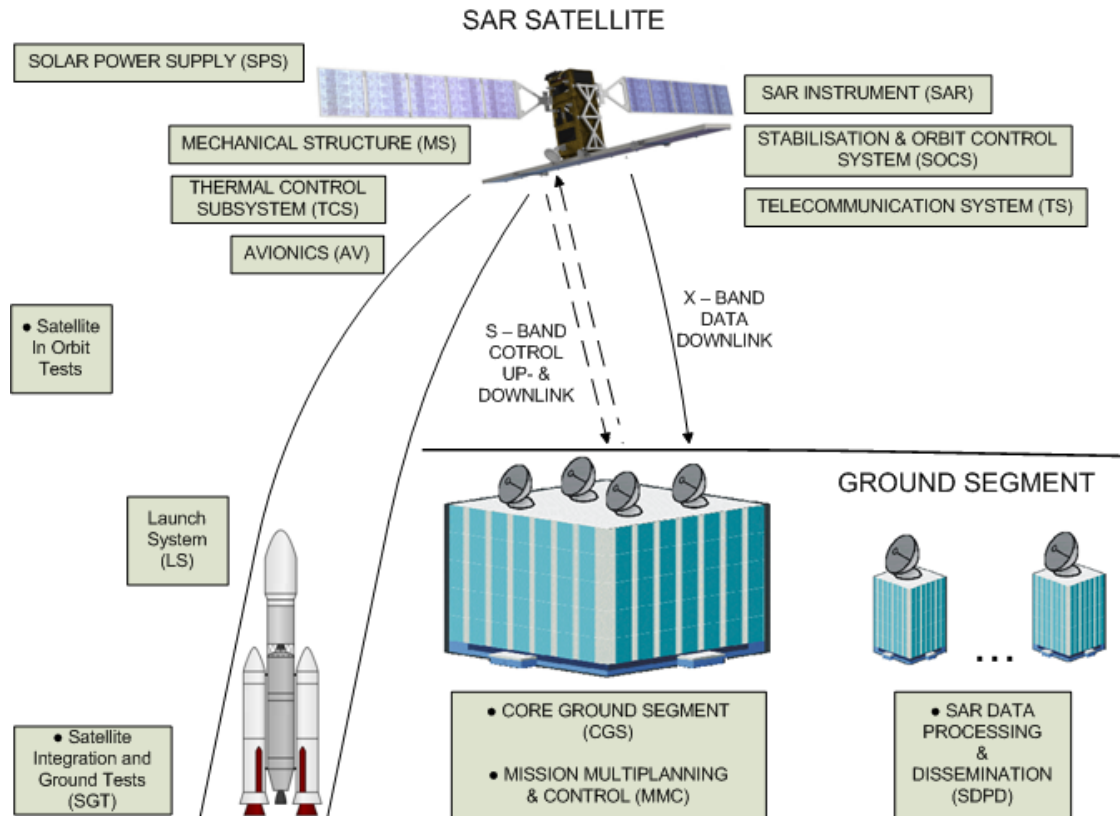 SAR SATELLITE
SOLAR POWER SUPPLY (SPS)
MECHANICAL STRUCTURE (MS)
THERMAL CONTROL
SUBSYSTEM (TCS)
AVIONICS (AV)
SAR INSTRUMENT (SAR)
STABILISATION & ORBIT CONTROL
SYSTEM (SOCS)
TELECOMMUNICATION SYSTEM (TS)
● Satellite
In Orbit
Tests
S – BAND
COTROL
UP- &
DOWNLINK
X – BAND
DATA
DOWNLINK
GROUND SEGMENT
Launch
System
(LS)
...
● Satellite
Integration and
Ground Tests
(SGT)
● CORE GROUND SEGMENT
(CGS)
● MISSION MULTIPLANNING
& CONTROL (MMC)
● SAR DATA
PROCESSING
&
DISSEMINATION
(SDPD)